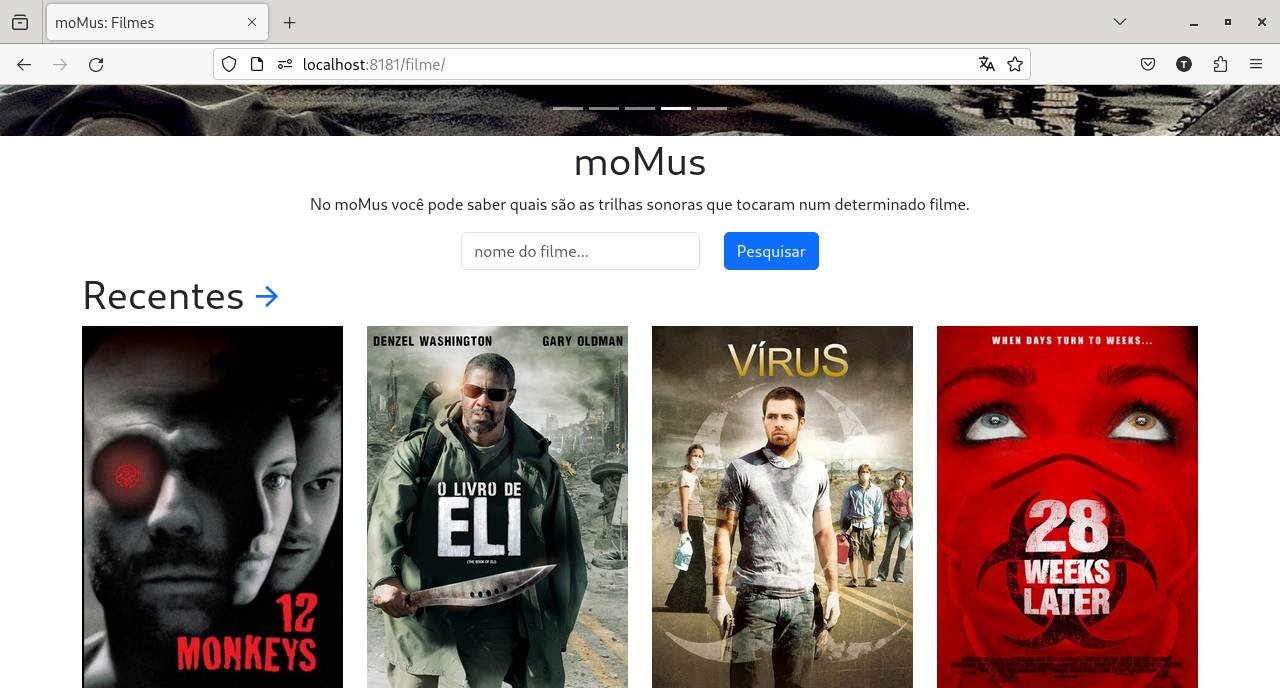 moMus: Filmes
localhost:8181/filme/
T
moMus
No moMus você pode saber quais são as trilhas sonoras que tocaram num determinado filme.
nome do filme...
Pesquisar
Recentes →
12
MONKEYS
DENZEL WASHINGTON GARY OLDMAN
O LIVRO DE
ELI
(THE BOOK OF ELI)
VÍRUS
WHEN DAYS TURN TO WEEKS...
28
WEEKS
LATER